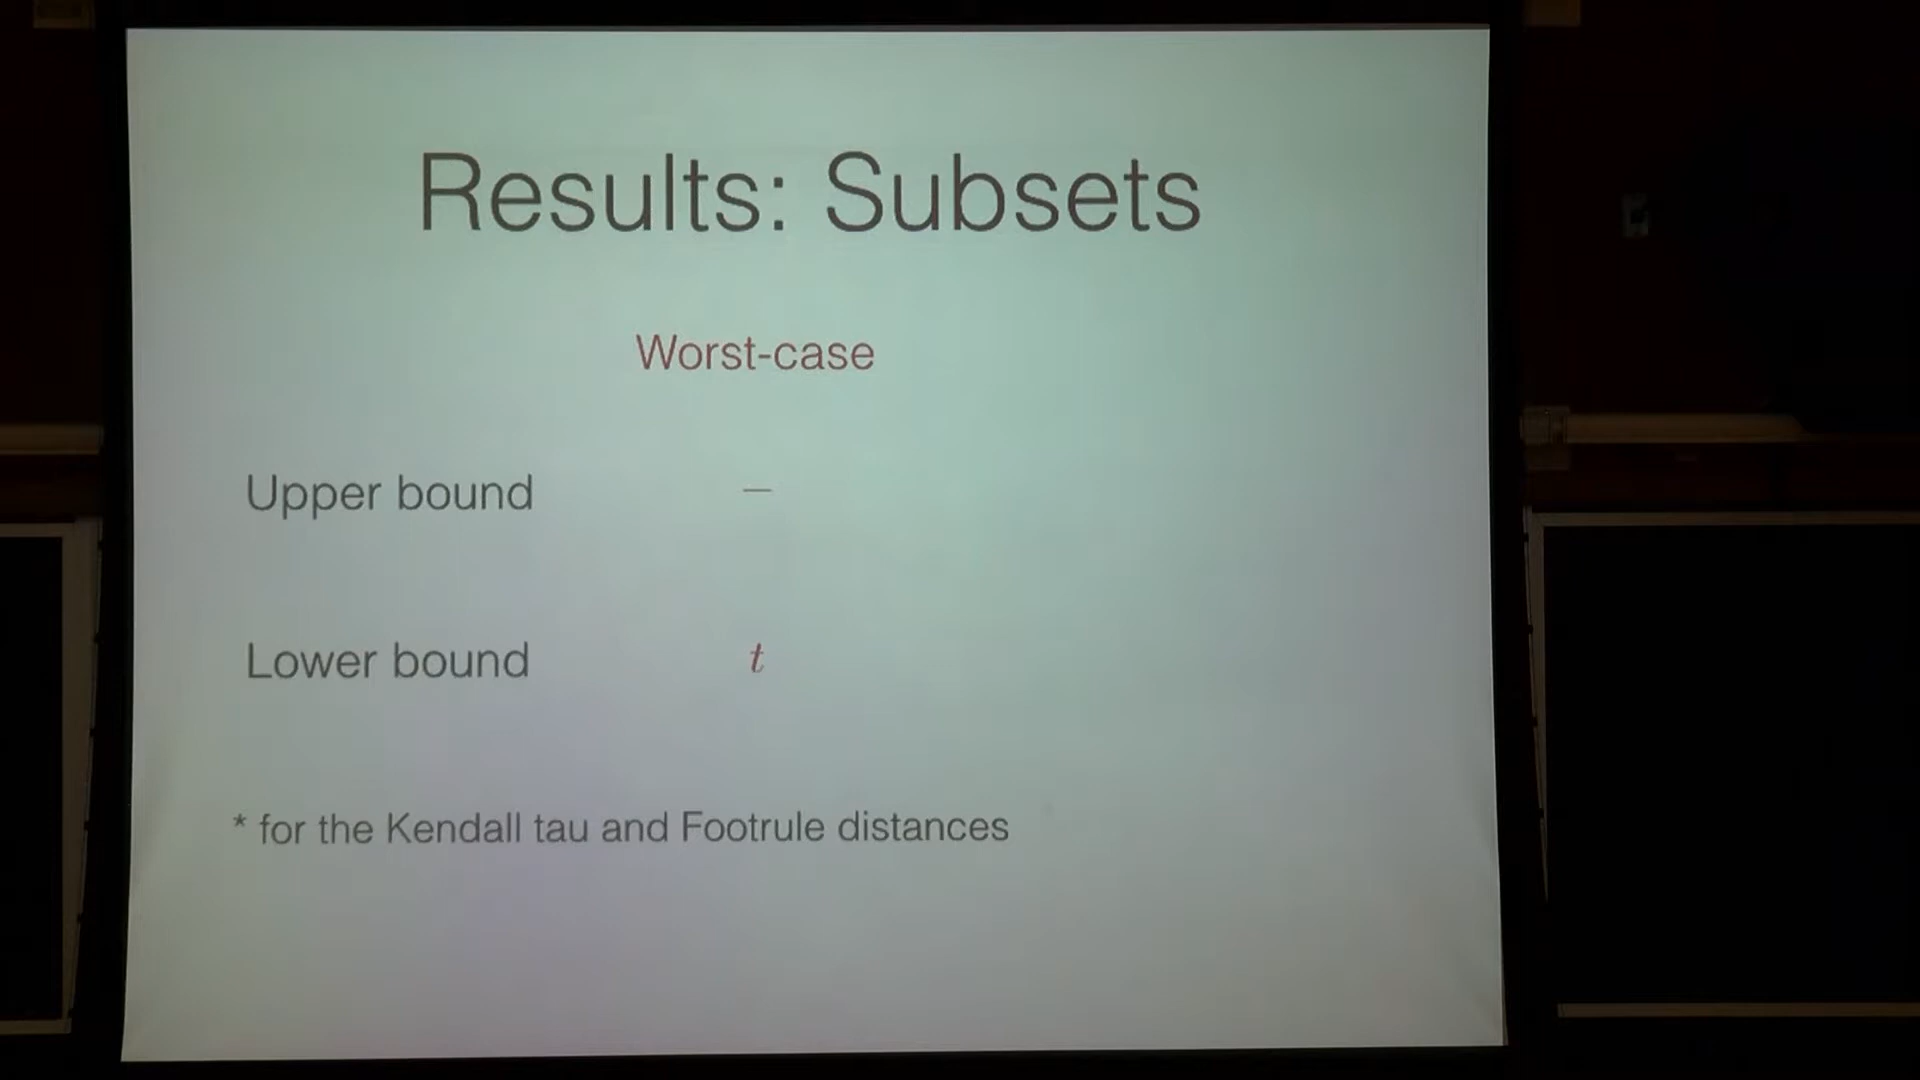 Results: Subsets
Worst-case
Upper bound –
Lower bound t
* for the Kendall tau and Footrule distances